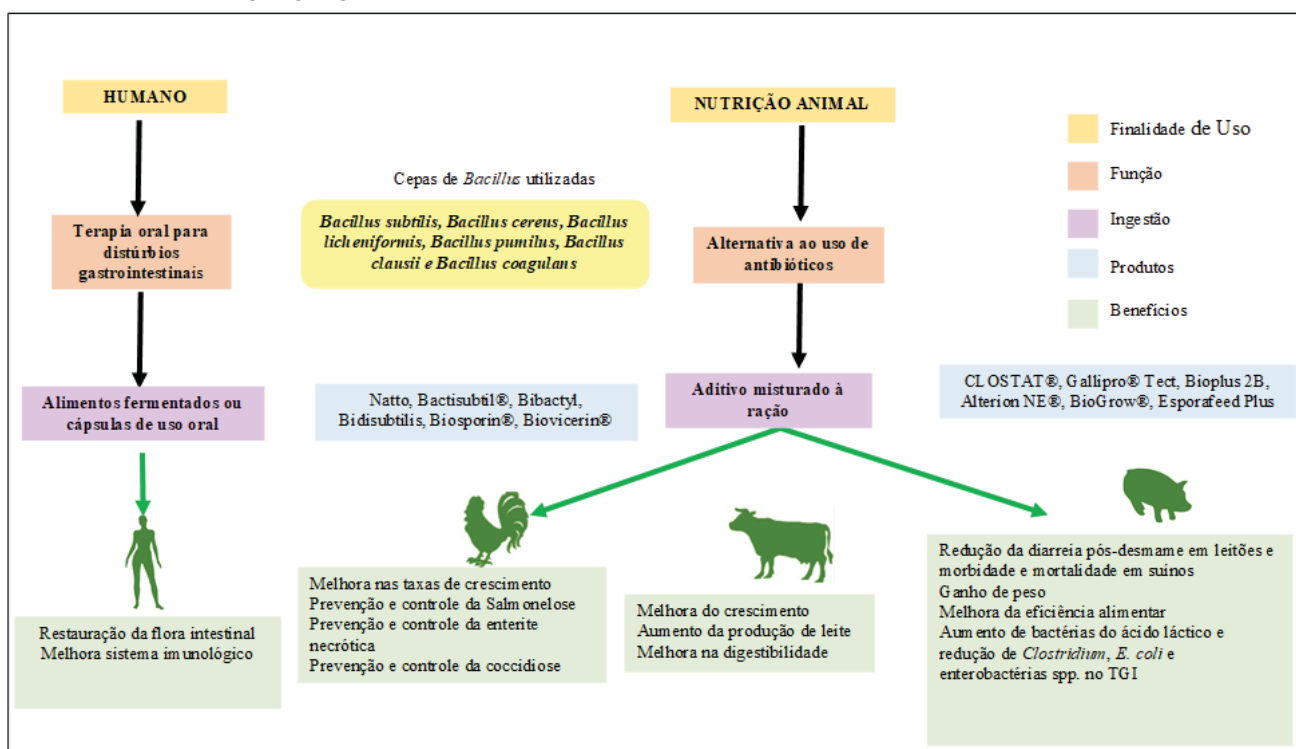 HUMANO
NUTRIÇÃO ANIMAL
Finalidade de Uso
Função
Ingestão
Produtos
Benefícios
Cepas de Bacillus utilizadas
Bacillus subtilis, Bacillus cereus, Bacillus
licheniformis, Bacillus pumilus, Bacillus
clausii e Bacillus coagulans
Terapia oral para
distúrbios
gastrointestinais
Alternativa ao uso de
antibióticos
Alimentos fermentados ou
cápsulas de uso oral
Natto, Bactisubtil®, Bibactyl,
Bidisubtilis, Biosporin®, Biovicerin®
Aditivo misturado à
ração
CLOSTAT®, Gallipro® Tect, Bioplus 2B,
Alterion NE®, BioGrow®, Esporafeed Plus
Restauração da flora intestinal
Melhora sistema imunológico
Melhora nas taxas de crescimento
Prevenção e controle da Salmonelose
Prevenção e controle da enterite
necrótica
Prevenção e controle da coccidiose
Melhora do crescimento
Aumento da produção de leite
Melhora na digestibilidade
Redução da diarreia pós-desmame em leitões e
morbidade e mortalidade em suínos
Ganho de peso
Melhora da eficiência alimentar
Aumento de bactérias do ácido láctico e
redução de Clostridium, E. coli e
enterobactérias spp. no TGI